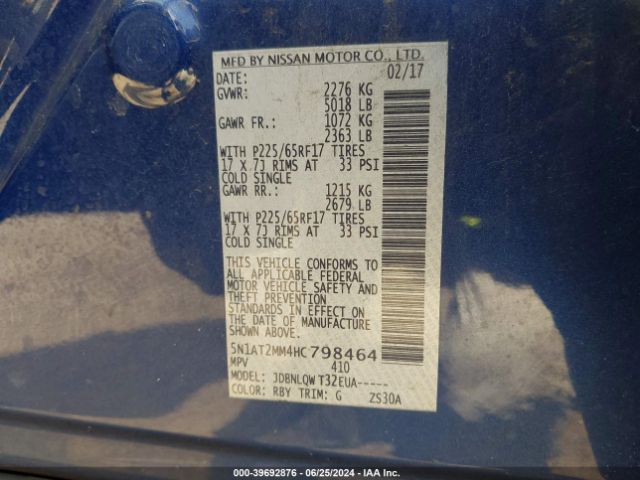 MFD BY NISSAN MOTOR CO., LTD.
DATE: 02/17
GVWR: 2276 KG
5018 LB
GAWR FR.: 1072 KG
2363 LB
WITH P225/65RF17 TIRES
17 X 7J RIMS AT 33 PSI
COLD SINGLE
GAWR RR.: 1215 KG
2679 LB
WITH P225/65RF17 TIRES
17 X 7J RIMS AT 33 PSI
COLD SINGLE
THIS VEHICLE CONFORMS TO
ALL APPLICABLE FEDERAL
MOTOR VEHICLE SAFETY AND
THEFT PREVENTION
STANDARDS IN EFFECT ON
THE DATE OF MANUFACTURE
SHOWN ABOVE.
5N1AT2MM4HC798464
MPV 410
MODEL: JDBNLQWT32EUA-----
COLOR: RBY TRIM: G ZS30A
000-39692876 / 06/25/2024 / IAA Inc.